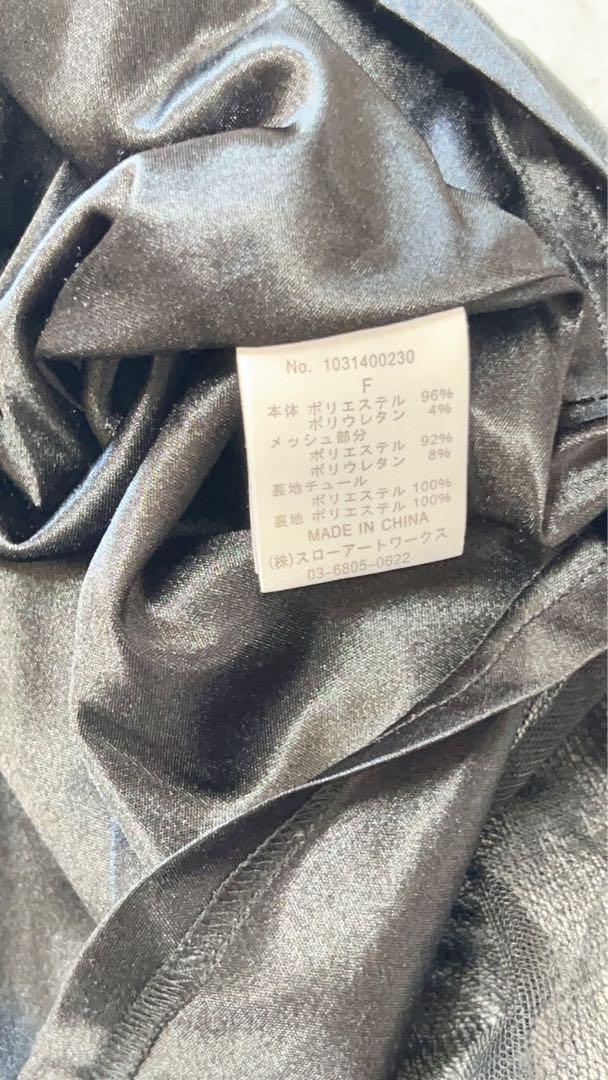 No. 1031400230
F
本体 ポリエステル 96%
ポリウレタン 4%
メッシュ部分
ポリエステル 92%
ポリウレタン 8%
裏地チュール
ポリエステル 100%
裏地 ポリエステル 100%
MADE IN CHINA
(株)スローアートワークス
03-6805-0622